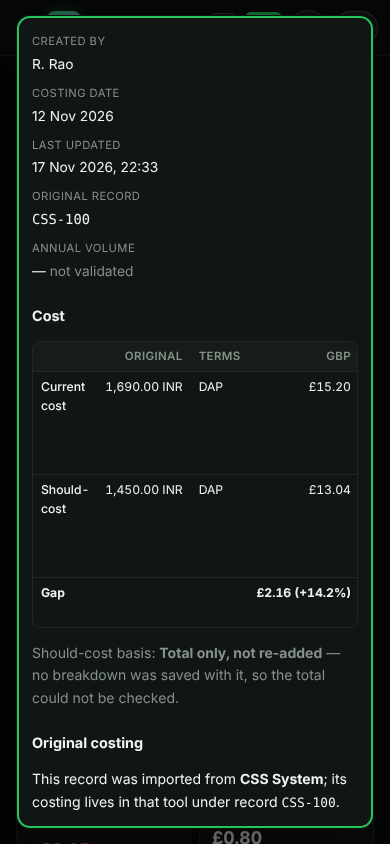 CREATED BY
R. Rao
COSTING DATE
12 Nov 2026
LAST UPDATED
17 Nov 2026, 22:33
ORIGINAL RECORD
CSS-100
ANNUAL VOLUME
— not validated
Cost
ORIGINAL TERMS GBP
Current cost 1,690.00 INR DAP £15.20
Should-cost 1,450.00 INR DAP £13.04
Gap £2.16 (+14.2%)
Should-cost basis: Total only, not re-added —
no breakdown was saved with it, so the total
could not be checked.
Original costing
This record was imported from CSS System; its
costing lives in that tool under record CSS-100.
£0.80